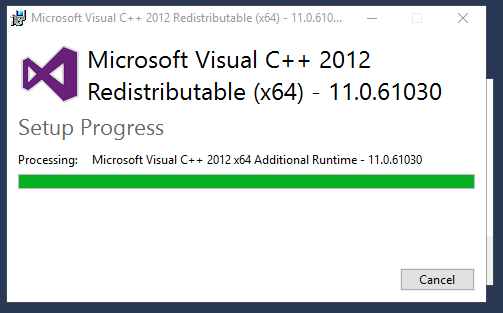 Microsoft Visual C++ 2012 Redistributable (x64) - 11.0.610...
Microsoft Visual C++ 2012
Redistributable (x64) - 11.0.61030
Setup Progress
Processing: Microsoft Visual C++ 2012 x64 Additional Runtime - 11.0.61030
Cancel